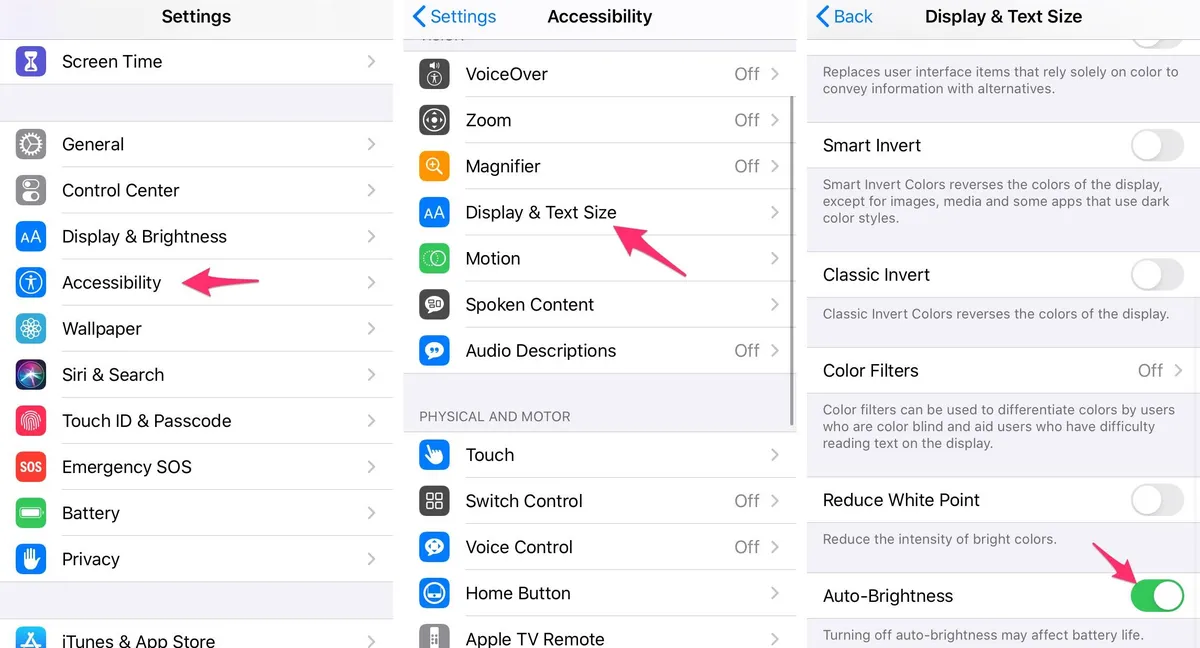 Settings
Screen Time
General
Control Center
AA
Display & Brightness
Accessibility
Wallpaper
Siri & Search
Touch ID & Passcode
SOS
Emergency SOS
Battery
Privacy
iTunes & App Store
Settings
Accessibility
VISION
VoiceOver
Off
Zoom
Off
Magnifier
Off
AA
Display & Text Size
Motion
Spoken Content
Audio Descriptions
Off
PHYSICAL AND MOTOR
Touch
Switch Control
Off
Voice Control
Off
Home Button
Apple TV Remote
Back
Display & Text Size
Replaces user interface items that rely solely on color to
convey information with alternatives.
Smart Invert
Smart Invert Colors reverses the colors of the display,
except for images, media and some apps that use dark
color styles.
Classic Invert
Classic Invert Colors reverses the colors of the display.
Color Filters
Off
Color filters can be used to differentiate colors by users
who are color blind and aid users who have difficulty
reading text on the display.
Reduce White Point
Reduce the intensity of bright colors.
Auto-Brightness
Turning off auto-brightness may affect battery life.